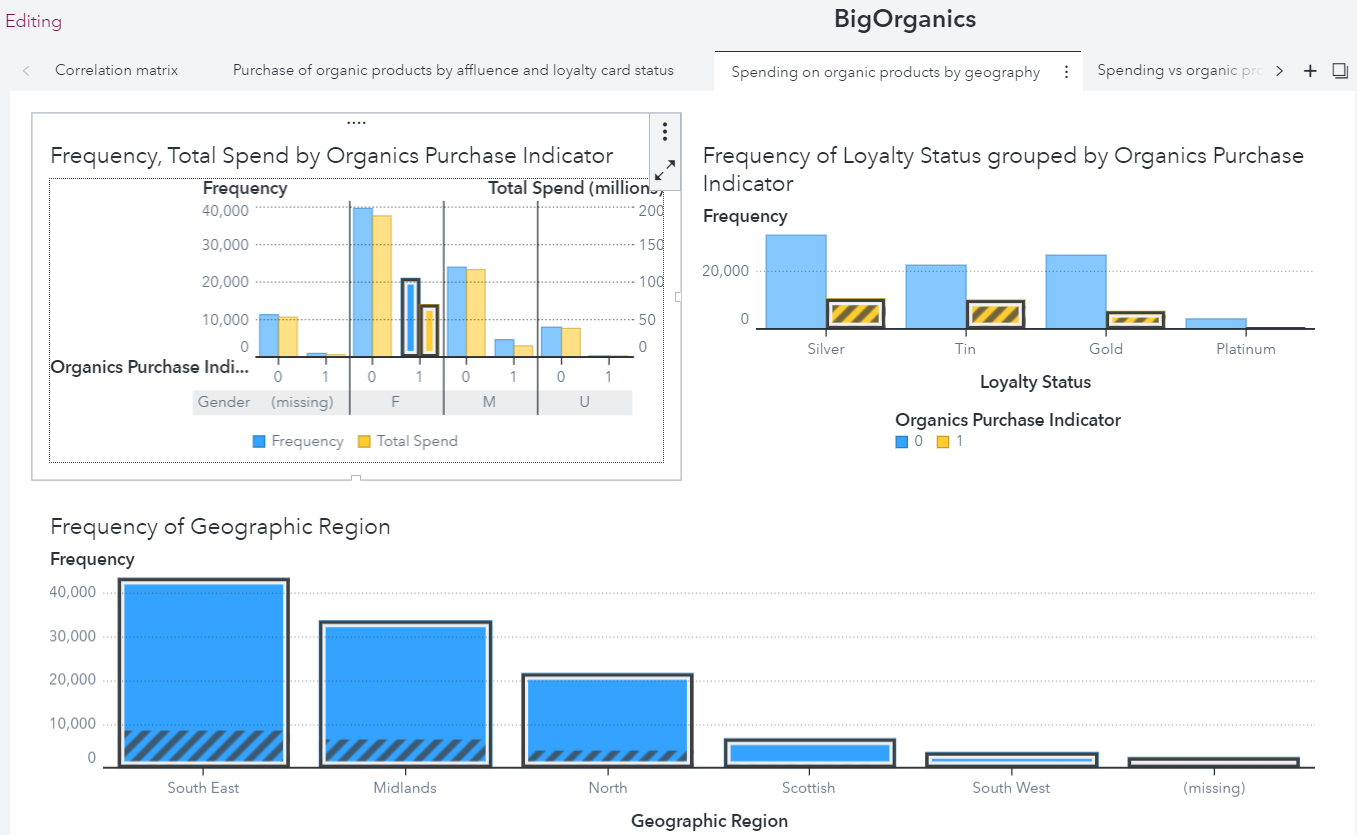 Editing
BigOrganics
Correlation matrix
Purchase of organic products by affluence and loyalty card status
Spending on organic products by geography
Spending vs organic
Frequency, Total Spend by Organics Purchase Indicator
Frequency Total Spend (millions)
40,000 200
30,000 150
20,000 100
10,000 50
0 0
Organics Purchase Indi...
0 1 0 1 0 1 0 1
Gender (missing) F M U
Frequency Total Spend
Frequency of Loyalty Status grouped by Organics Purchase
Indicator
Frequency
20,000
0
Silver Tin Gold Platinum
Loyalty Status
Organics Purchase Indicator
0 1
Frequency of Geographic Region
Frequency
40,000
30,000
20,000
10,000
0
South East Midlands North Scottish South West (missing)
Geographic Region